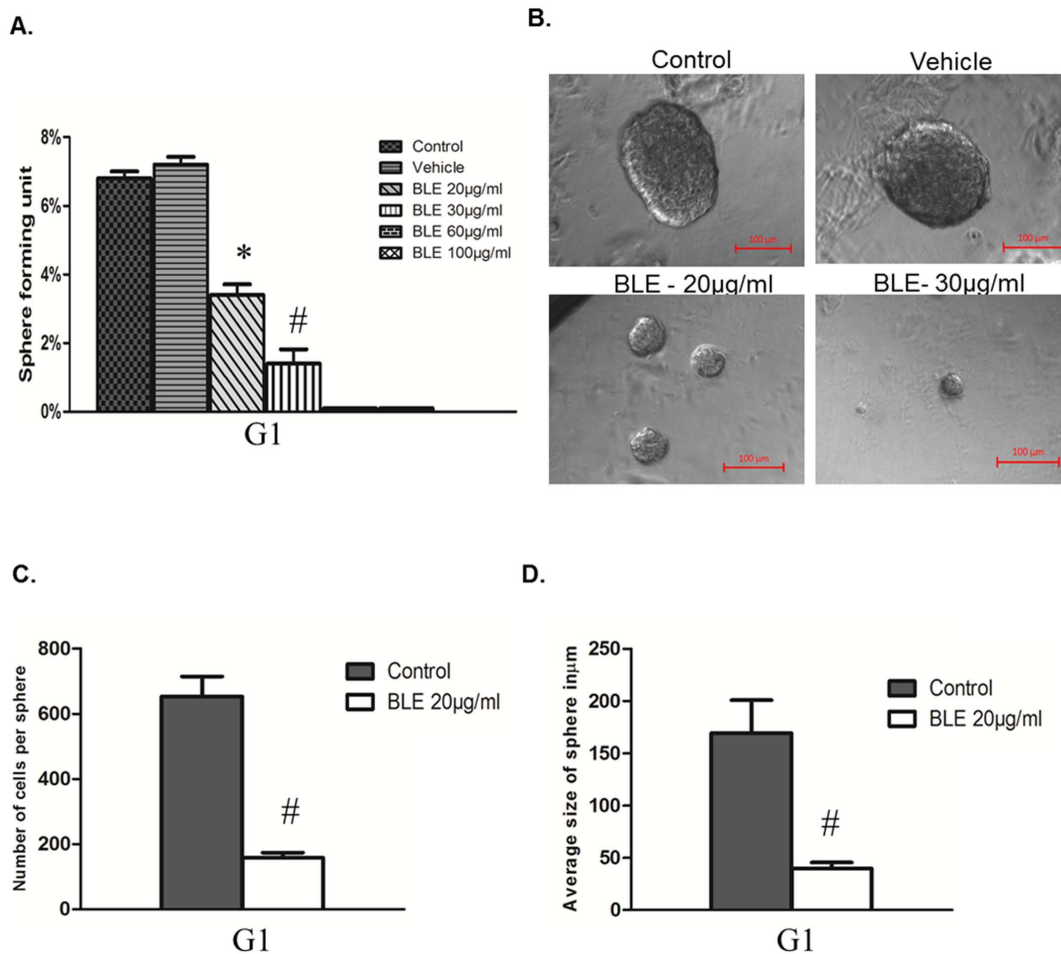 A.
Sphere forming unit
8%
6%
4%
2%
0%
*
#
G1
Control
Vehicle
BLE 20µg/ml
BLE 30µg/ml
BLE 60µg/ml
BLE 100µg/ml
B.
Control
Vehicle
100 µm
100 µm
BLE - 20µg/ml
BLE- 30µg/ml
100 µm
100 µm
C.
Number of cells per sphere
800
600
400
200
0
#
G1
Control
BLE 20µg/ml
D.
Average size of sphere inµm
250
200
150
100
50
0
#
G1
Control
BLE 20µg/ml